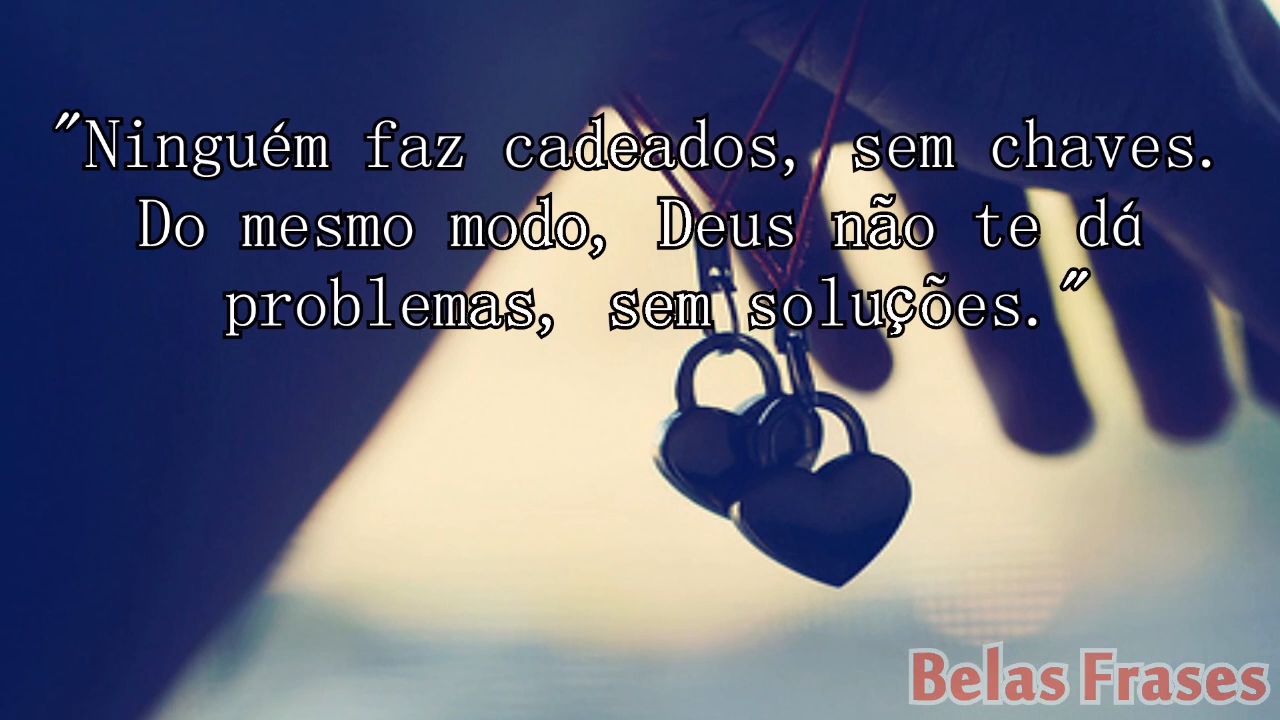 "Ninguém faz cadeados, sem chaves.
Do mesmo modo, Deus não te dá
problemas, sem soluções."
Belas Frases